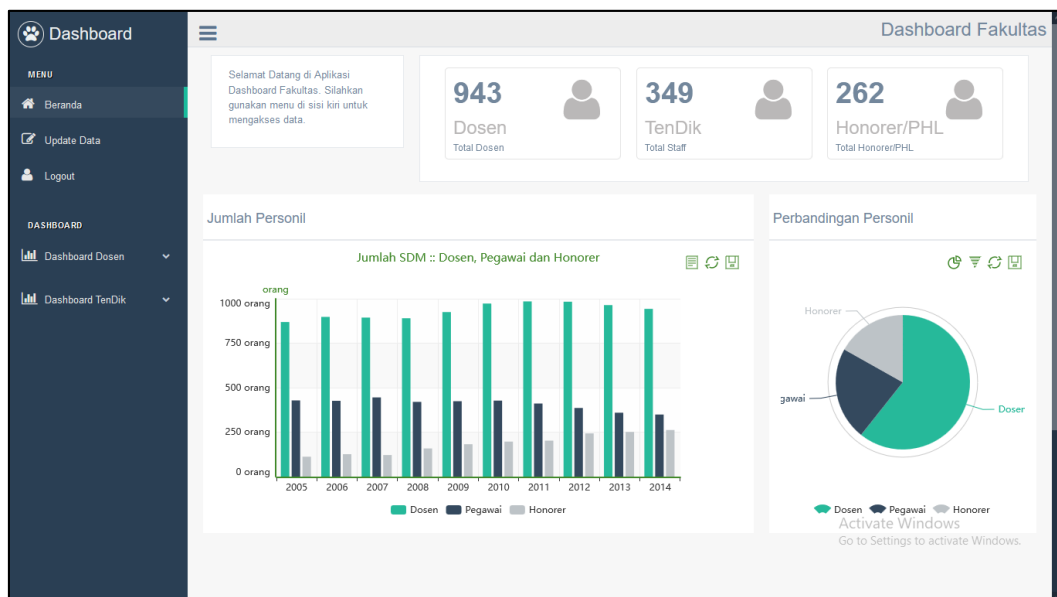 Dashboard
MENU
Beranda
Update Data
Logout
DASHBOARD
Dashboard Dosen
Dashboard TenDik
Dashboard Fakultas
Selamat Datang di Aplikasi
Dashboard Fakultas. Silahkan
gunakan menu di sisi kiri untuk
mengakses data.
943
Dosen
Total Dosen
349
TenDik
Total Staff
262
Honorer/PHL
Total Honorer/PHL
Jumlah Personil
Jumlah SDM :: Dosen, Pegawai dan Honorer
orang
1000 orang
750 orang
500 orang
250 orang
0 orang
2005 2006 2007 2008 2009 2010 2011 2012 2013 2014
Dosen Pegawai Honorer
Perbandingan Personil
Honorer
gawai
Doser
Dosen Pegawai Honorer
Activate Windows
Go to Settings to activate Windows.